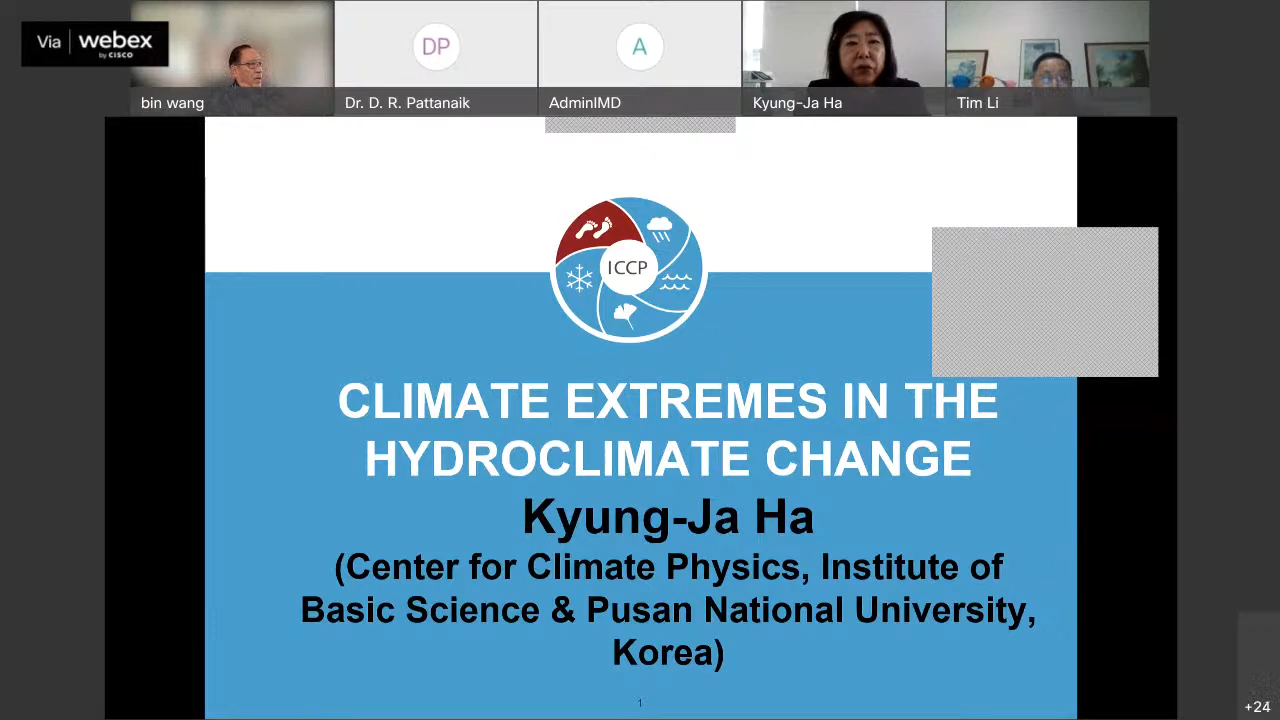 Via webex
by CISCO
bin wang
DP
Dr. D. R. Pattanaik
A
AdminIMD
Kyung-Ja Ha
Tim Li
ICCP
CLIMATE EXTREMES IN THE
HYDROCLIMATE CHANGE
Kyung-Ja Ha
(Center for Climate Physics, Institute of
Basic Science & Pusan National University,
Korea)
1
+24